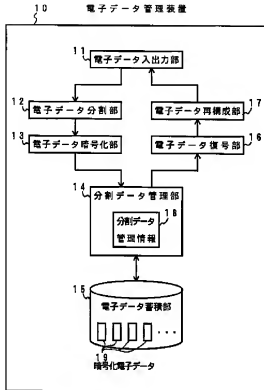 10 電子データ管理装置
11
電子データ入出力部
12 17
電子データ分割部 電子データ再構成部
13 16
電子データ暗号化部 電子データ復号部
14
分割データ管理部
18
分割データ
管理情報
15
電子データ蓄積部
・・・
19
暗号化電子データ